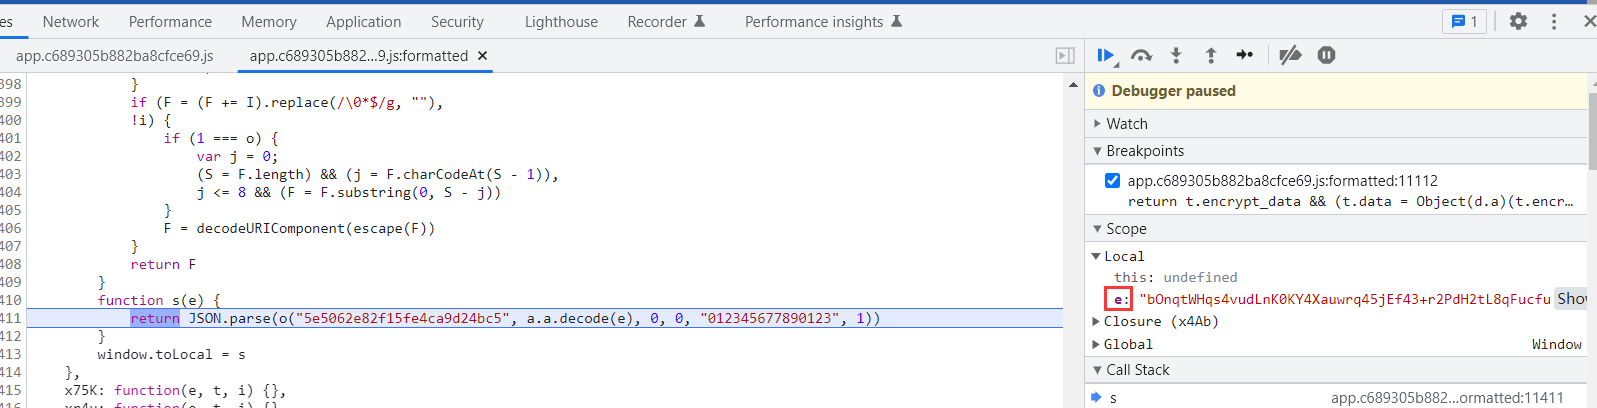 es Network Performance Memory Application Security Lighthouse Recorder Performance insights 1
app.c689305b882ba8cfce69.js app.c689305b882...9.js:formatted
398 }
399 if (F = (F += I).replace(/\0*$/g, ""),
400 !i) {
401 if (1 === o) {
402 var j = 0;
403 (S = F.length) && (j = F.charCodeAt(S - 1)),
404 j <= 8 && (F = F.substring(0, S - j))
405 }
406 F = decodeURIComponent(escape(F))
407 }
408 return F
409 }
410 function s(e) {
411 return JSON.parse(o("5e5062e82f15fe4ca9d24bc5", a.a.decode(e), 0, 0, "012345677890123", 1))
412 }
413 window.toLocal = s
414 },
415 x75K: function(e, t, i) {},
416
Debugger paused
Watch
Breakpoints
app.c689305b882ba8cfce69.js:formatted:11112
return t.encrypt_data && (t.data = Object(d.a)(t.encr...
Scope
Local
this: undefined
e: "bOnqtWHqs4vudLnK0KY4Xauwrq45jEf43+r2PdH2tL8qFucfu Show
Closure (x4Ab)
Global Window
Call Stack
s app.c689305b882...ormatted:11411